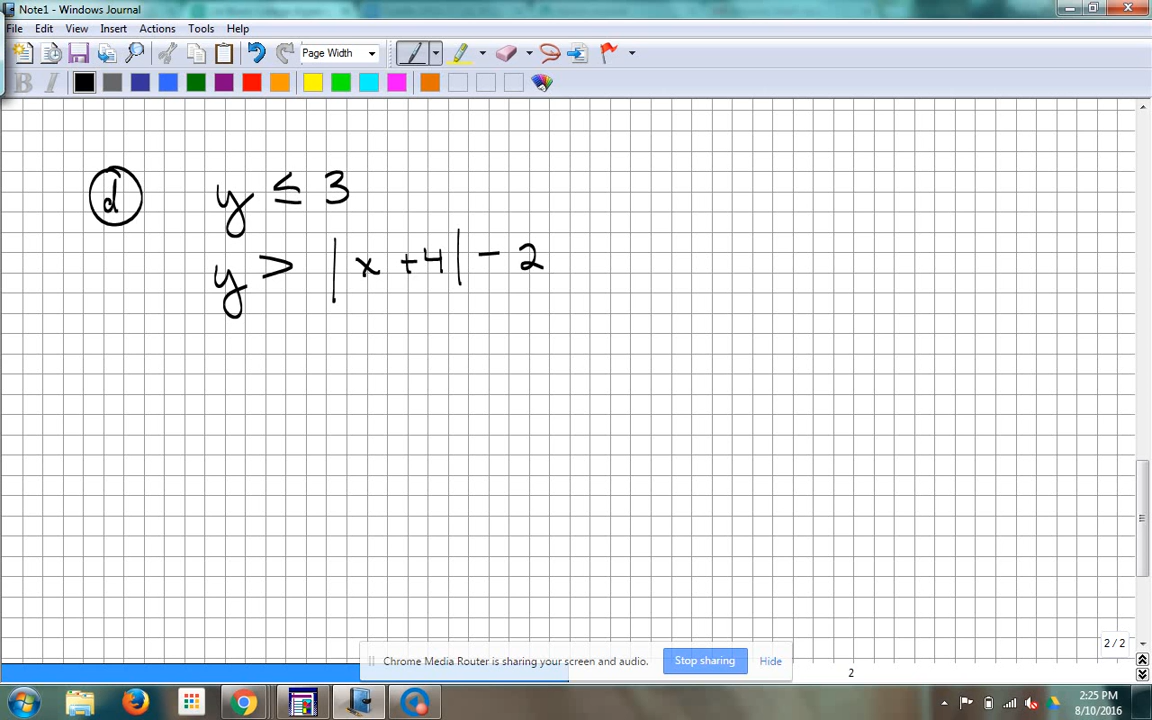 Note1 - Windows Journal
File Edit View Insert Actions Tools Help
Page Width
B I
d y ≤ 3
y > | x + 4 | - 2
2 / 2
Chrome Media Router is sharing your screen and audio. Stop sharing Hide
2
2:25 PM
8/10/2016